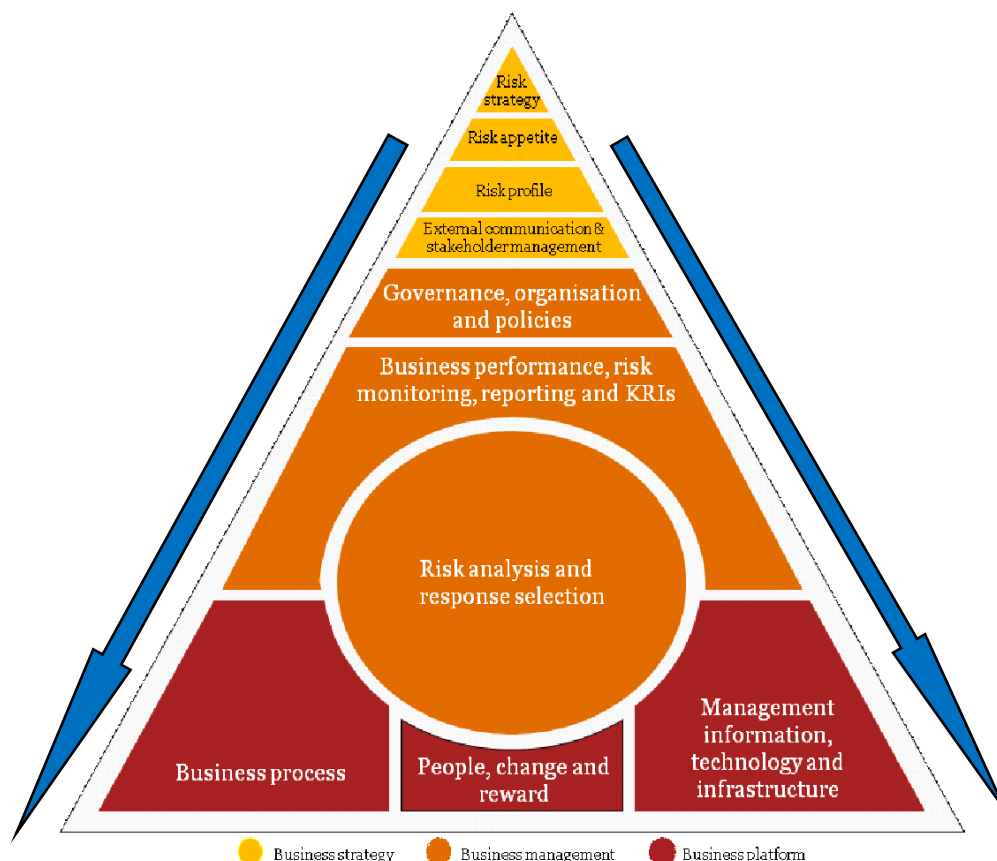 Risk
strategy
Risk appetite
Risk profile
External communication &
stakeholder management
Governance, organisation
and policies
Business performance, risk
monitoring, reporting and KRIs
Risk analysis and
response selection
Business process
People, change and
reward
Management
information,
technology and
infrastructure
Business strategy
Business management
Business platform